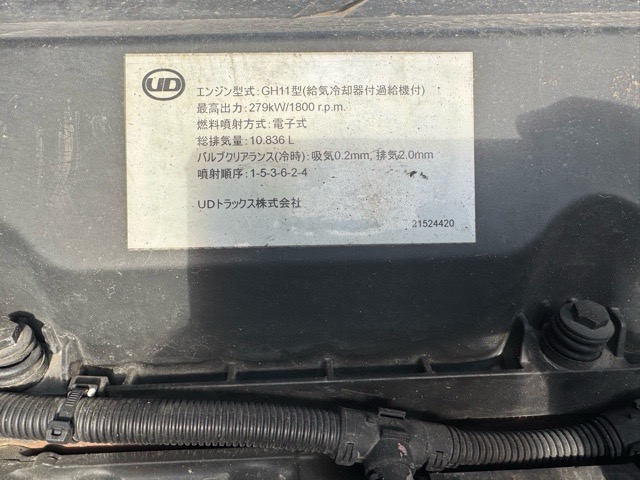 UD
エンジン型式：GH11型(給気冷却器付過給機付)
最高出力：279kW/1800 r.p.m.
燃料噴射方式：電子式
総排気量：10.836 L
バルブクリアランス(冷時)：吸気0.2mm, 排気2.0mm
噴射順序：1-5-3-6-2-4
UDトラックス株式会社
21524420